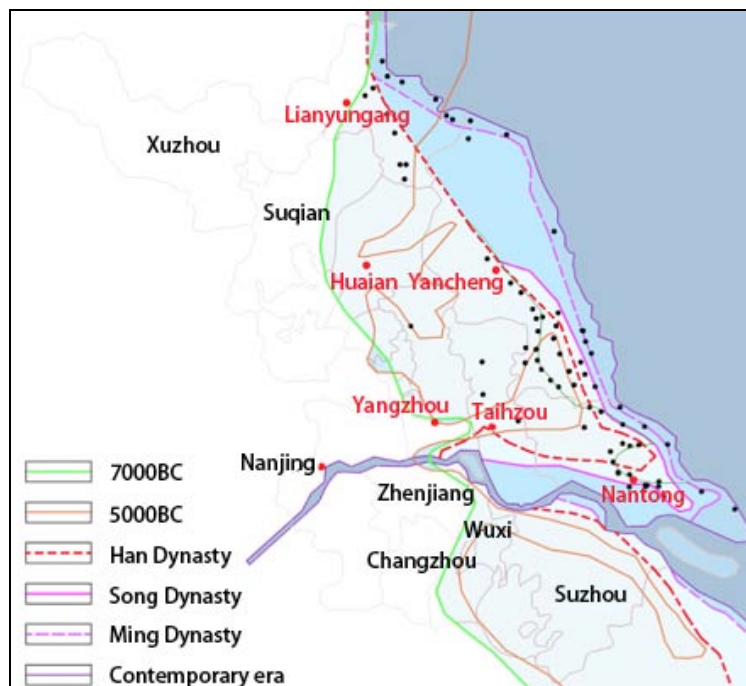 Lianyungang
Xuzhou
Suqian
Huaian
Yancheng
Yangzhou
Taihzou
Nanjing
Zhenjiang
Nantong
Wuxi
Changzhou
Suzhou
7000BC
5000BC
Han Dynasty
Song Dynasty
Ming Dynasty
Contemporary era